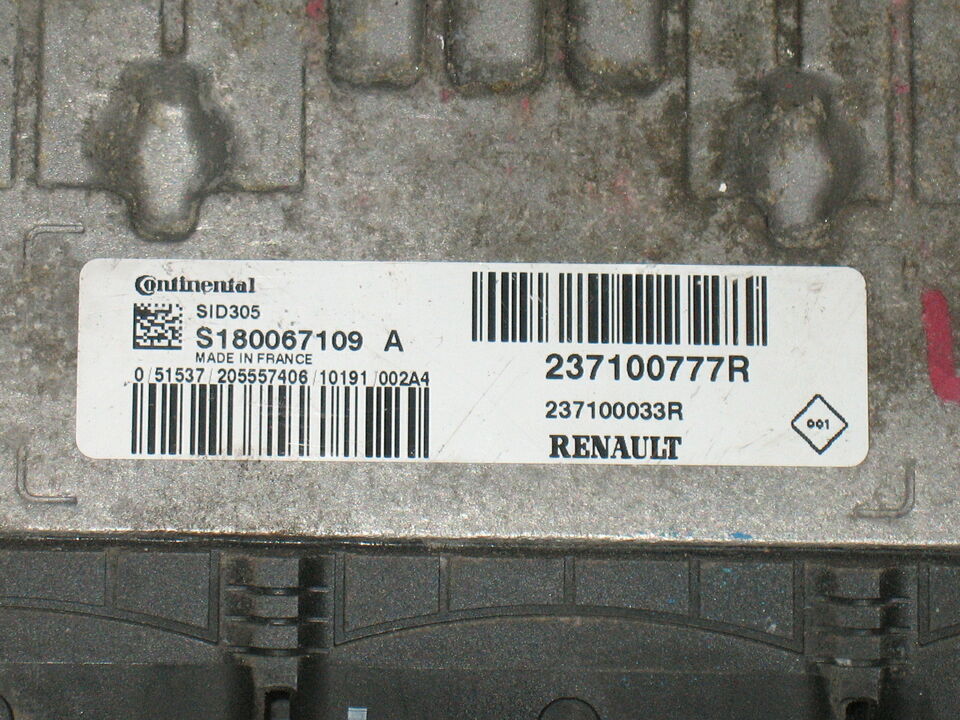 Continental
SID305
S180067109 A
MADE IN FRANCE
0/51537/205557406/10191/002A4
237100777R
237100033R
RENAULT
001